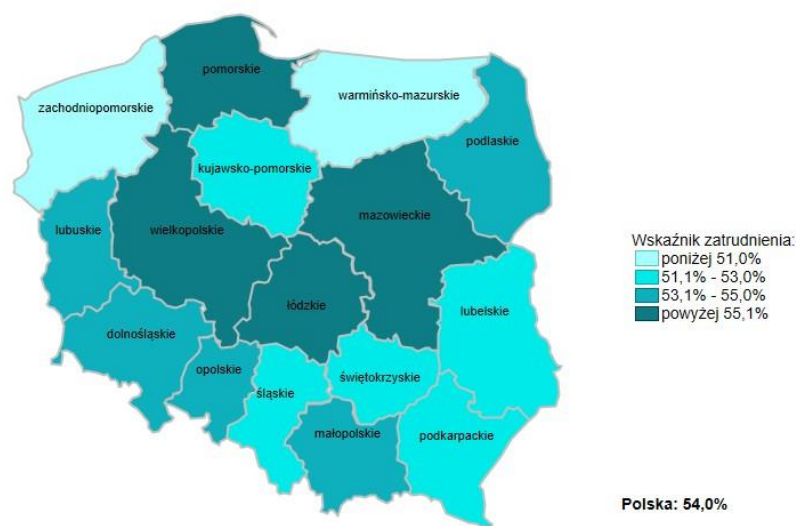 pomorskie
zachodniopomorskie
warmińsko-mazurskie
podlaskie
kujawsko-pomorskie
mazowieckie
lubuskie
wielkopolskie
łódzkie
lubelskie
dolnośląskie
opolskie
śląskie
świętokrzyskie
małopolskie
podkarpackie
Wskaźnik zatrudnienia:
poniżej 51,0%
51,1% - 53,0%
53,1% - 55,0%
powyżej 55,1%
Polska: 54,0%